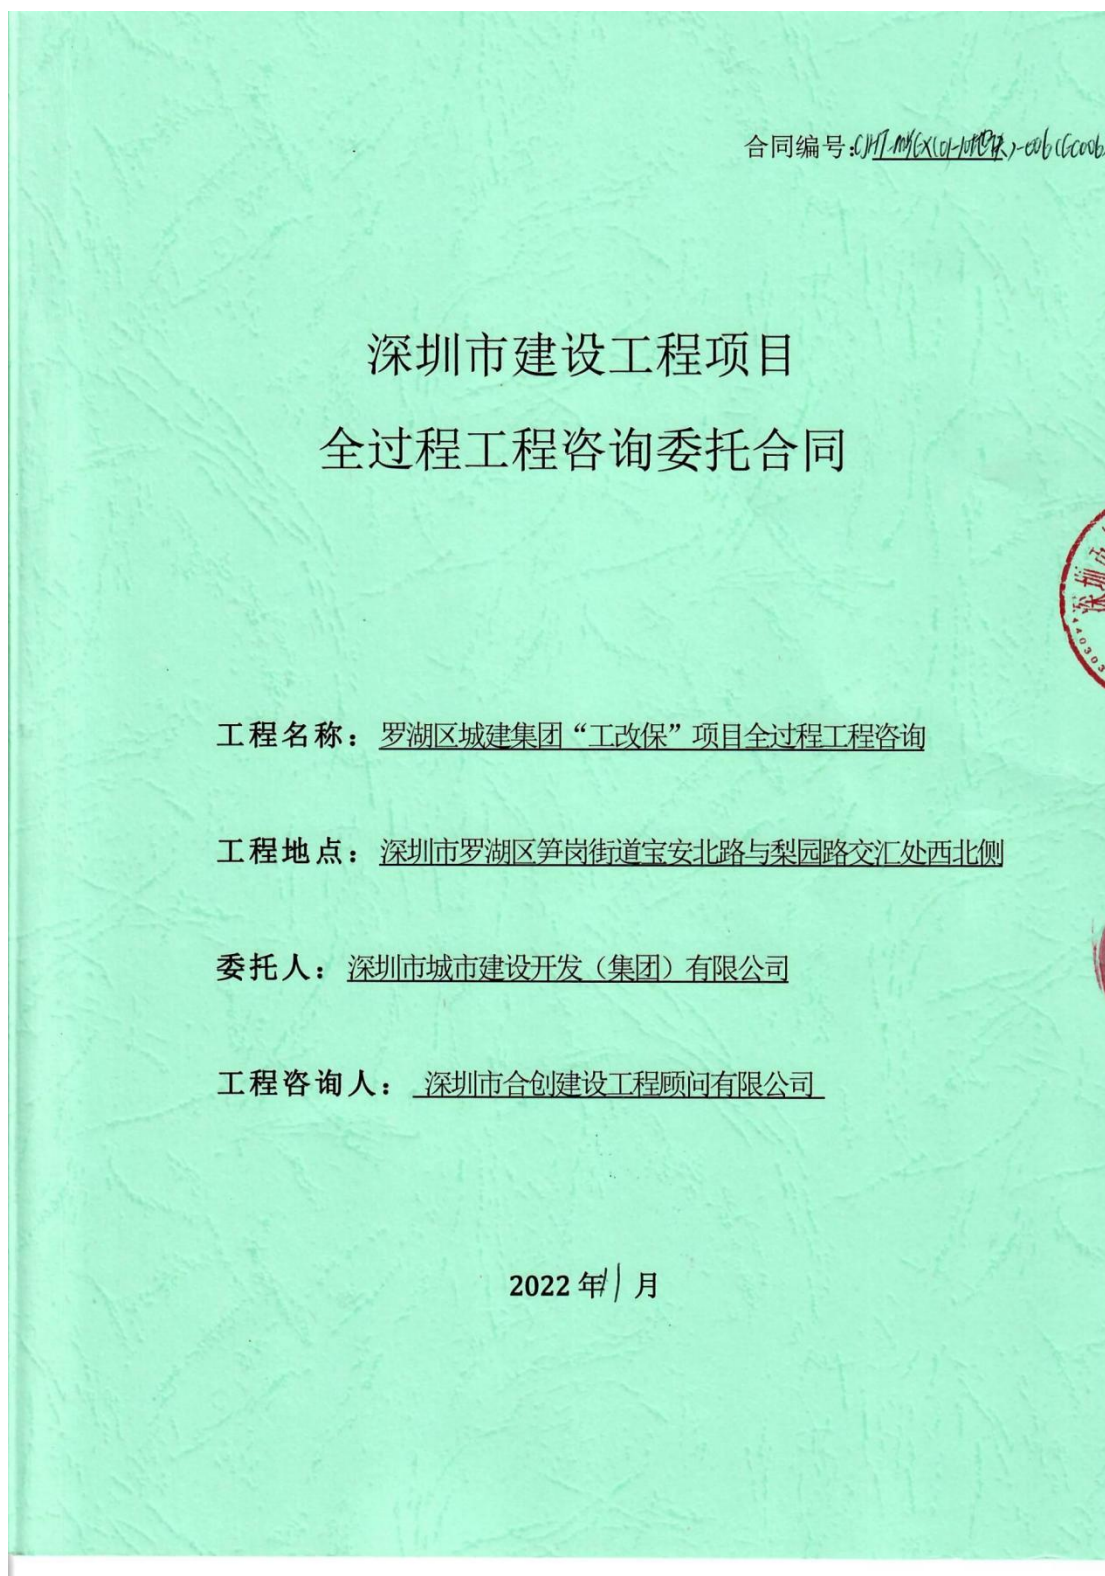 合同编号:
深圳市建设工程项目
全过程工程咨询委托合同
深圳市
40303
工程名称：罗湖区城建集团“工改保”项目全过程工程咨询
工程地点：深圳市罗湖区笋岗街道宝安北路与梨园路交汇处西北侧
委托人：深圳市城市建设开发（集团）有限公司
工程咨询人：深圳市合创建设工程顾问有限公司
2022 年11月